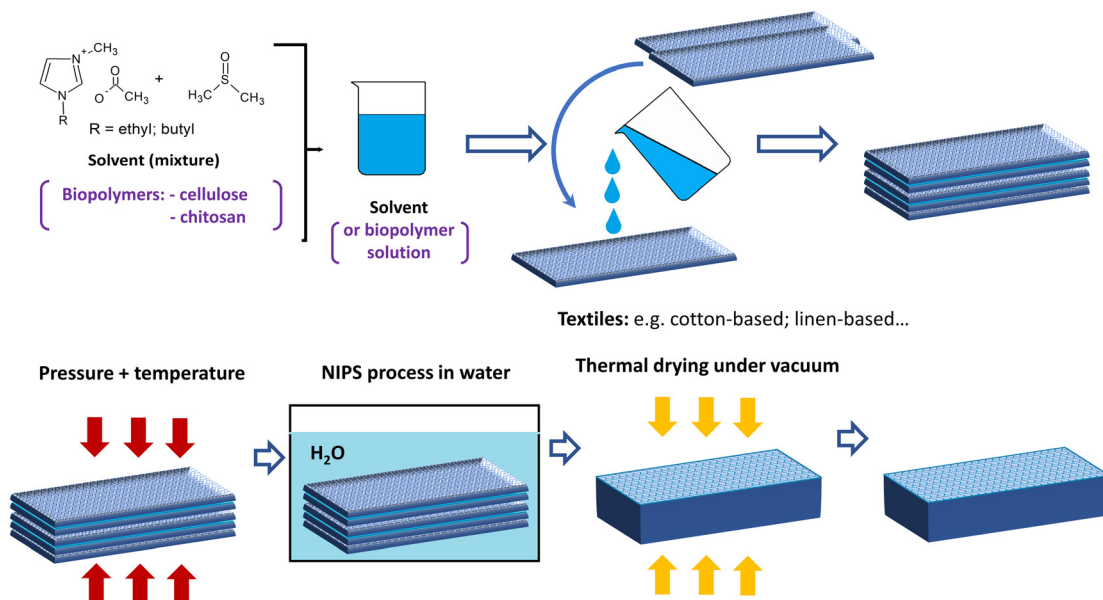 CH₃
N
+
N
R
O
O⁻
CH₃
+
O
S
H₃C
CH₃
R = ethyl; butyl
Solvent (mixture)
Biopolymers: - cellulose
- chitosan
Solvent
or biopolymer
solution
Textiles: e.g. cotton-based; linen-based…
Pressure + temperature
NIPS process in water
Thermal drying under vacuum
H₂O